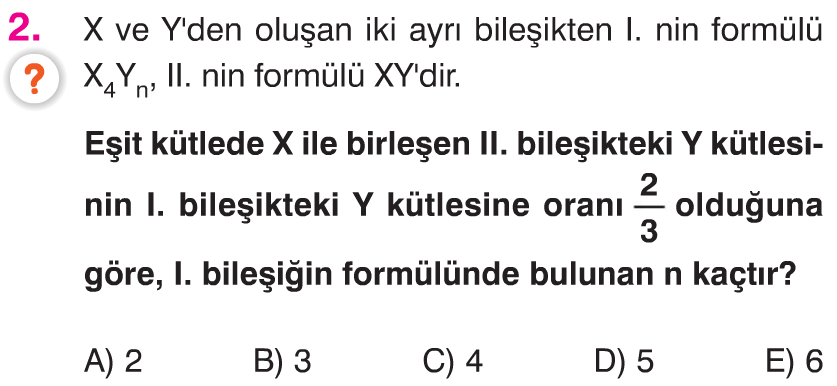 2. X ve Y'den oluşan iki ayrı bileşikten I. nin formülü
? X₄Yₙ, II. nin formülü XY'dir.
Eşit kütlede X ile birleşen II. bileşikteki Y kütlesi-
nin I. bileşikteki Y kütlesine oranı 2/3 olduğuna
göre, I. bileşiğin formülünde bulunan n kaçtır?
A) 2 B) 3 C) 4 D) 5 E) 6